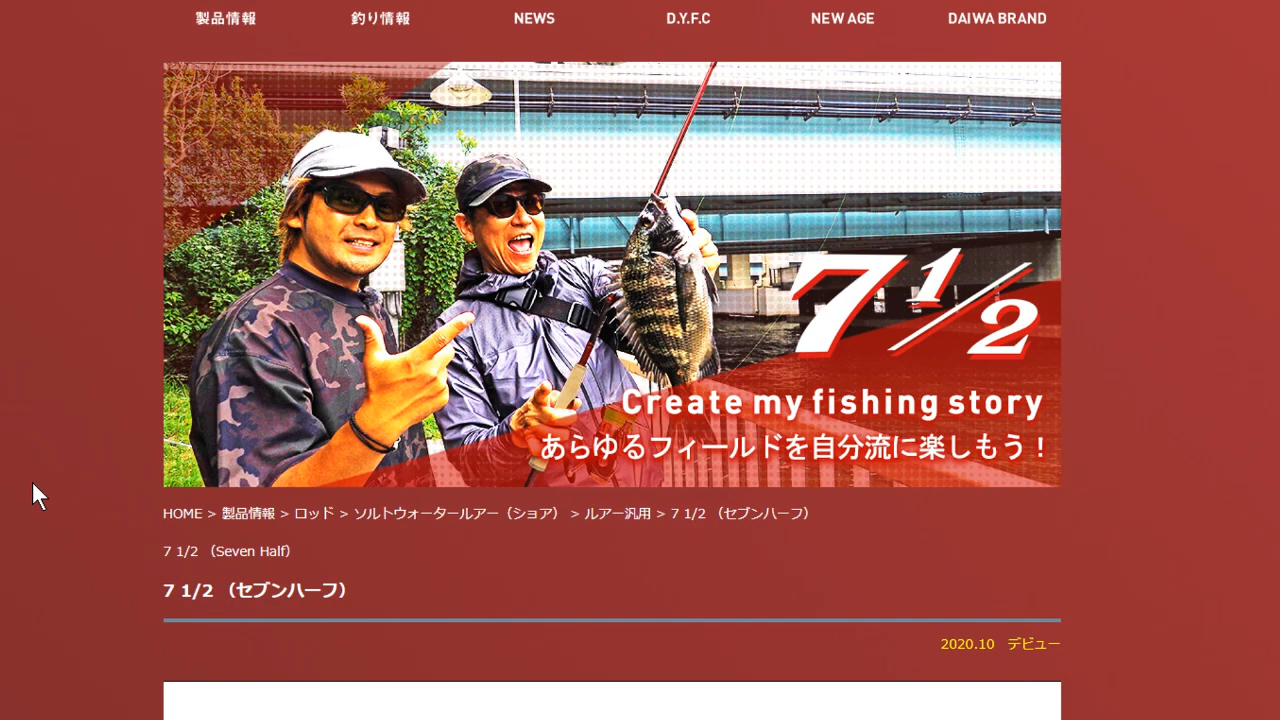 製品情報 釣り情報 NEWS D.Y.F.C NEW AGE DAIWA BRAND
7 1/2
Create my fishing story
あらゆるフィールドを自分流に楽しもう！
HOME > 製品情報 > ロッド > ソルトウォータールアー（ショア） > ルアー汎用 > 7 1/2 （セブンハーフ）
7 1/2 （Seven Half）
7 1/2 （セブンハーフ）
2020.10 デビュー